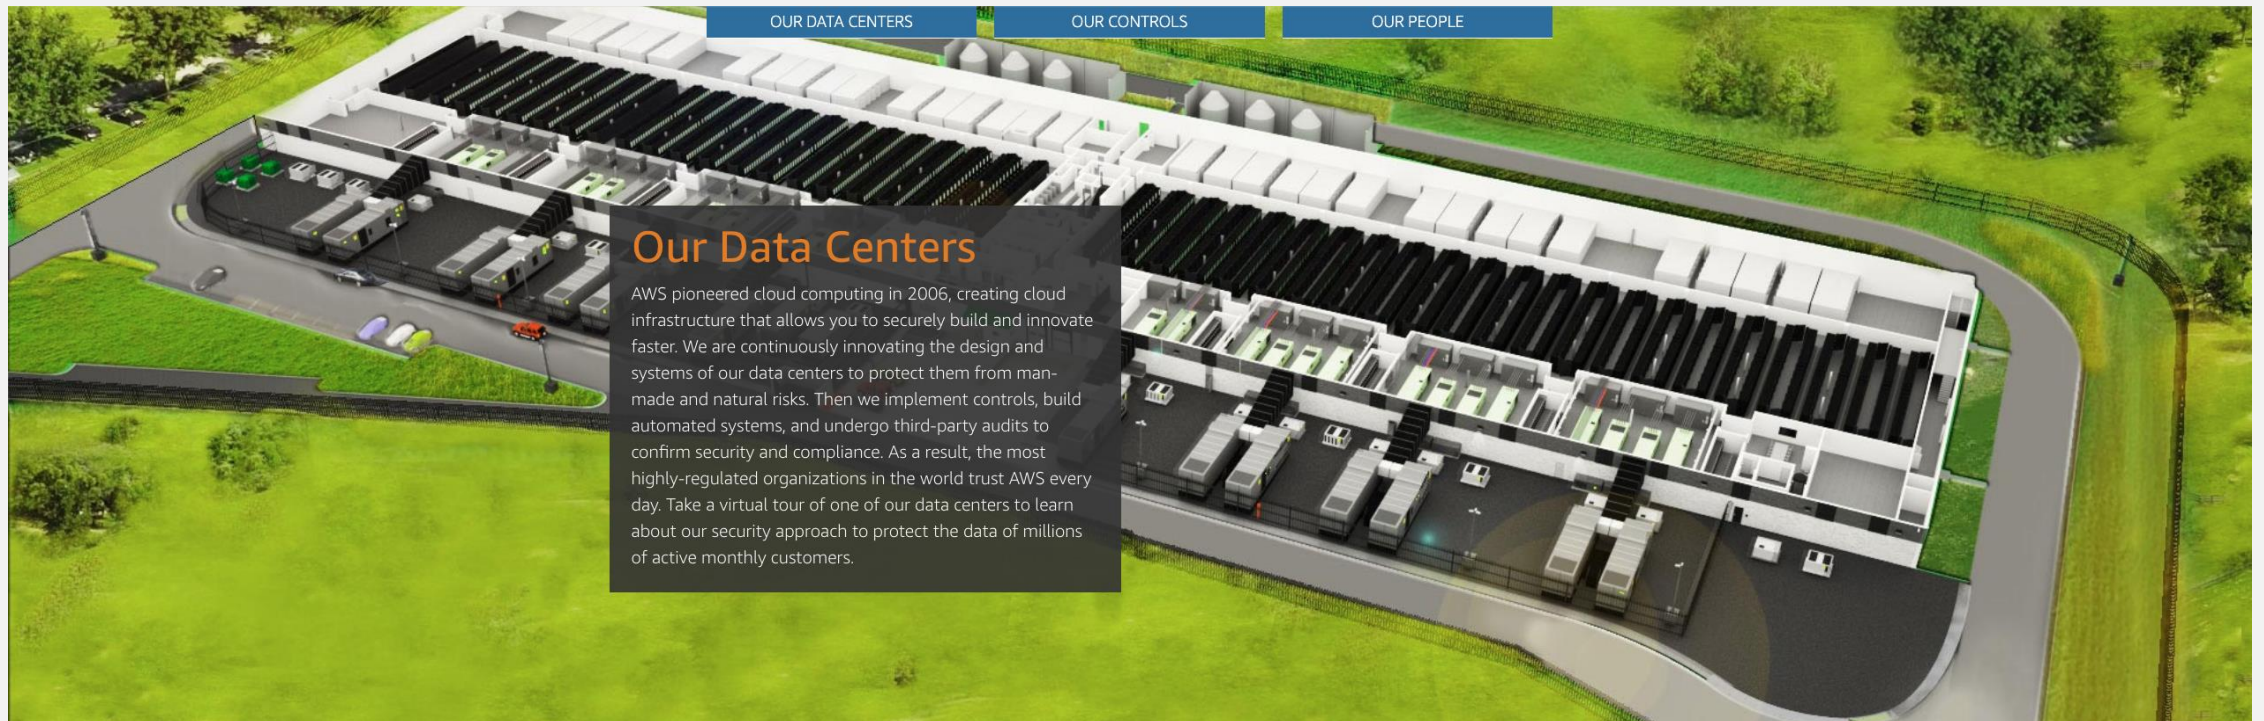 OUR DATA CENTERS
OUR CONTROLS
OUR PEOPLE
Our Data Centers
AWS pioneered cloud computing in 2006, creating cloud
infrastructure that allows you to securely build and innovate
faster. We are continuously innovating the design and
systems of our data centers to protect them from man-
made and natural risks. Then we implement controls, build
automated systems, and undergo third-party audits to
confirm security and compliance. As a result, the most
highly-regulated organizations in the world trust AWS every
day. Take a virtual tour of one of our data centers to learn
about our security approach to protect the data of millions
of active monthly customers.